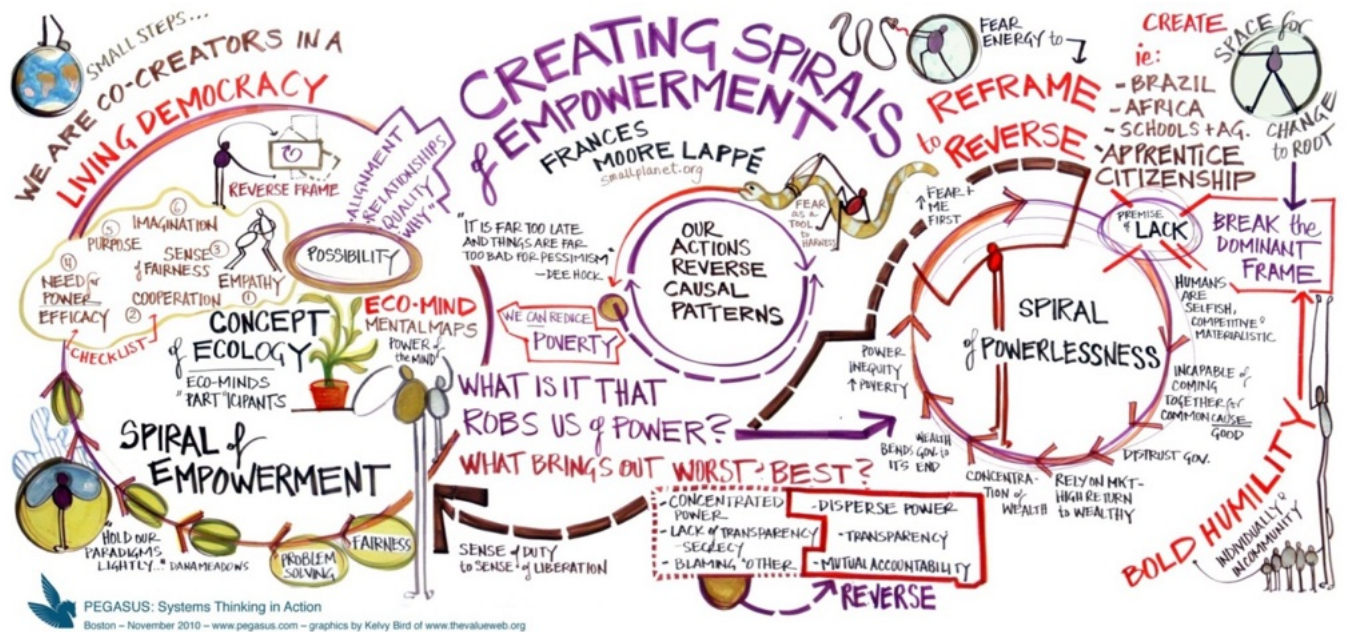 SMALL STEPS...
WE ARE CO-CREATORS IN A
LIVING DEMOCRACY
REVERSE FRAME
ALIGNMENT
RELATIONSHIPS
QUALITY
"WHY"
POSSIBILITY
⑥
IMAGINATION
⑤
PURPOSE
SENSE ③
of FAIRNESS
④
NEED for
POWER
EFFICACY
EMPATHY
①
COOPERATION
②
CHECKLIST
CONCEPT
of ECOLOGY
ECO-MINDS
"PART"ICIPANTS
ECO-MIND
MENTAL MAPS
POWER of
the MIND
SPIRAL of
EMPOWERMENT
"HOLD OUR
PARADIGMS
LIGHTLY..." DANA MEADOWS
PROBLEM
SOLVING
FAIRNESS
CREATING SPIRALS
of EMPOWERMENT
FRANCES
MOORE LAPPÉ
smallplanet.org
"IT IS FAR TOO LATE
AND THINGS ARE FAR
TOO BAD FOR PESSIMISM"
—DEE HOCK
WE CAN REDUCE
POVERTY
OUR
ACTIONS
REVERSE
CAUSAL
PATTERNS
FEAR
as a
TOOL
to
HARNESS
WHAT IS IT THAT
ROBS US of POWER?
WHAT BRINGS OUT WORST & BEST?
SENSE of DUTY
to SENSE of LIBERATION
- CONCENTRATED
POWER
- LACK of TRANSPARENCY
-SECRECY
- BLAMING "OTHER"
- DISPERSE POWER
- TRANSPARENCY
- MUTUAL ACCOUNTABILITY
REVERSE
FEAR
ENERGY to
REFRAME
to REVERSE
CREATE
ie:
- BRAZIL
- AFRICA
- SCHOOLS + AG.
- APPRENTICE
CITIZENSHIP
SPACE for
CHANGE
to ROOT
BREAK the
DOMINANT
FRAME
↑ FEAR +
ME
FIRST
PREMISE
of LACK
SPIRAL
of POWERLESSNESS
HUMANS
ARE
SELFISH,
COMPETITIVE &
MATERIALISTIC
INCAPABLE of
COMING
TOGETHER for
COMMON CAUSE
GOOD
DISTRUST GOV.
RELY ON MKT-
HIGH RETURN
to WEALTHY
CONCENTRA-
TION of
WEALTH
WEALTH
BENDS GOV. to
ITS END
POWER
INEQUITY
↑ POVERTY
BOLD HUMILITY
INDIVIDUALLY &
IN COMMUNITY
PEGASUS: Systems Thinking in Action
Boston – November 2010 – www.pegasus.com – graphics by Kelvy Bird of www.thevalueweb.org